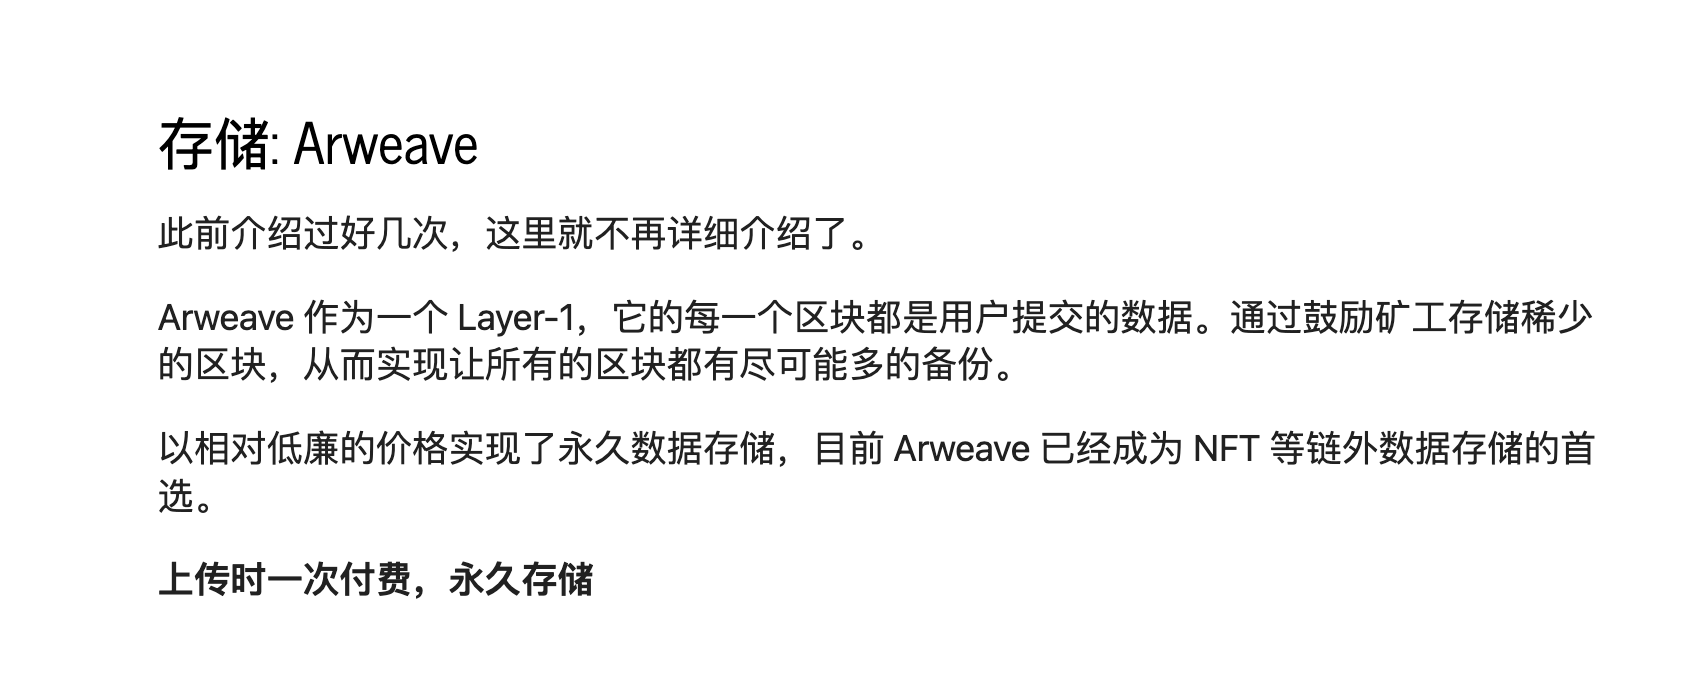 存储: Arweave
此前介绍过好几次，这里就不再详细介绍了。
Arweave 作为一个 Layer-1，它的每一个区块都是用户提交的数据。通过鼓励矿工存储稀少
的区块，从而实现让所有的区块都有尽可能多的备份。
以相对低廉的价格实现了永久数据存储，目前 Arweave 已经成为 NFT 等链外数据存储的首
选。
上传时一次付费，永久存储